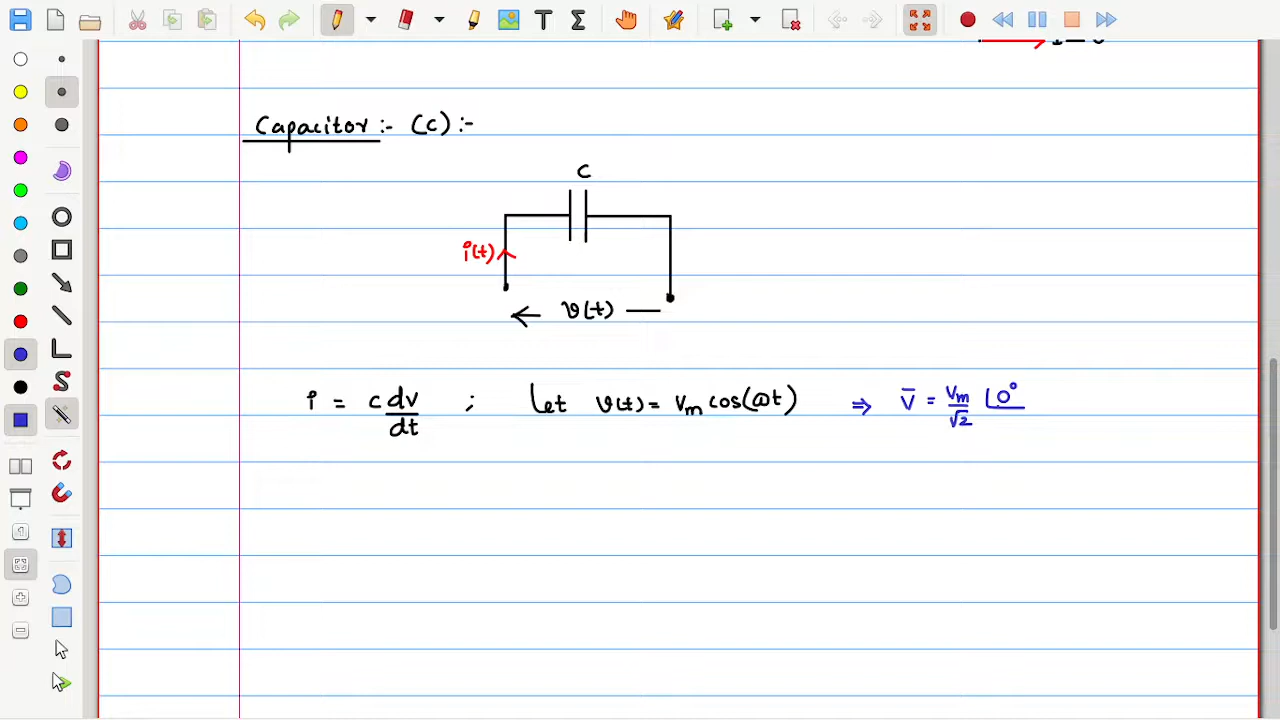 Capacitor :- (C) :-
C
i(t)
v(t)
i = c dv/dt ; Let v(t) = Vm cos(ωt) ⇒ V̄ = Vm/√2 ∠0°